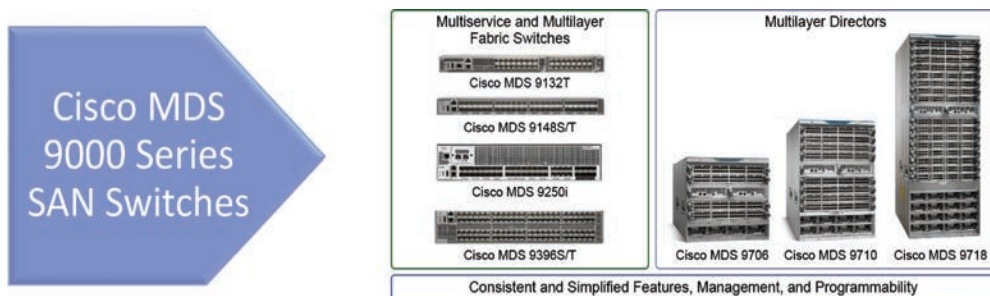 Cisco MDS
9000 Series
SAN Switches
Multiservice and Multilayer
Fabric Switches
Cisco MDS 9132T
Cisco MDS 9148S/T
Cisco MDS 9250i
Cisco MDS 9396S/T
Multilayer Directors
Cisco MDS 9706
Cisco MDS 9710
Cisco MDS 9718
Consistent and Simplified Features, Management, and Programmability